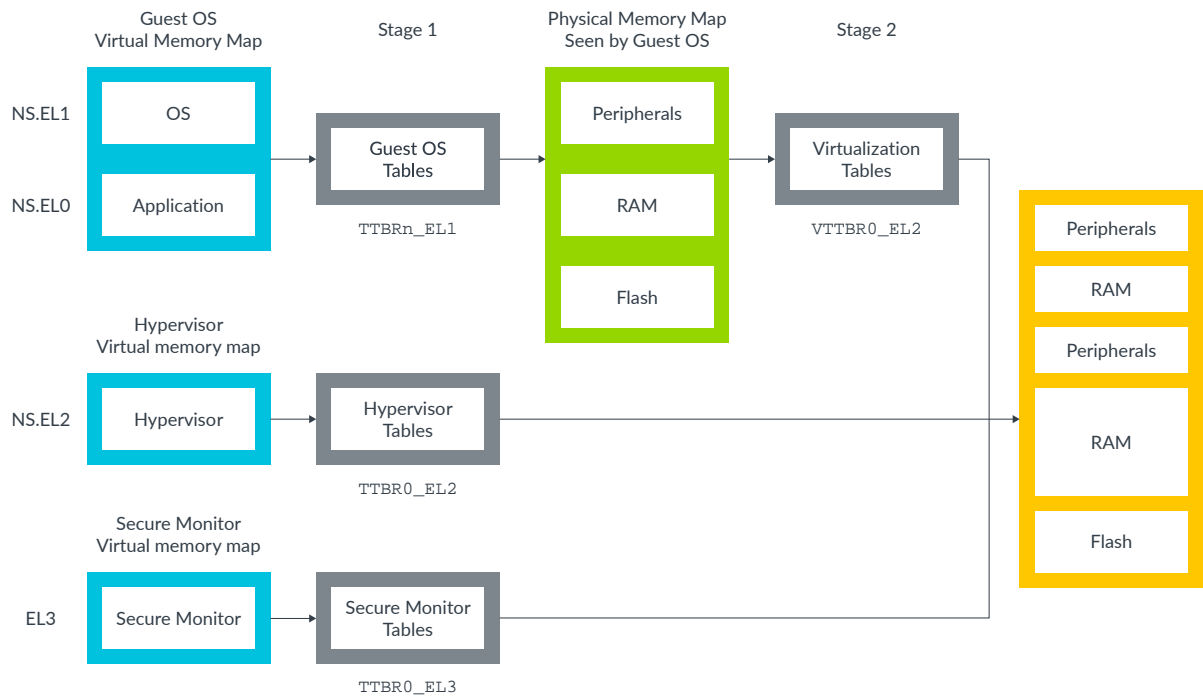 Guest OS
Virtual Memory Map
Stage 1
Physical Memory Map
Seen by Guest OS
Stage 2
NS.EL1
OS
Peripherals
Guest OS
Tables
Virtualization
Tables
NS.EL0
Application
RAM
TTBRn_EL1
VTTBR0_EL2
Flash
Peripherals
RAM
Peripherals
RAM
Flash
Hypervisor
Virtual memory map
NS.EL2
Hypervisor
Hypervisor
Tables
TTBR0_EL2
Secure Monitor
Virtual memory map
EL3
Secure Monitor
Secure Monitor
Tables
TTBR0_EL3